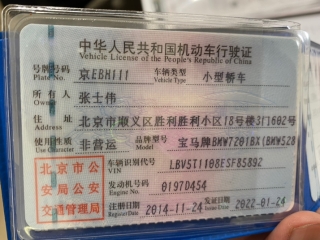 中华人民共和国机动车行驶证
Vehicle License of the People's Republic of China
号牌号码 京EBH111 车辆类型 小型轿车
Plate No. Vehicle Type
所有人 张士伟
Owner
住址 北京市顺义区胜利胜利小区18号楼3门602号
Address
使用性质 非营运 品牌型号 宝马牌BMW7201BX(BMW528
Use Character Model
北京市公安局公安交通管理局
车辆识别代号 LBV5T1108ESF85892
VIN
发动机号码 0197D454
Engine No.
注册日期 2014-11-24 发证日期 2022-01-24
Register Date Issue Date